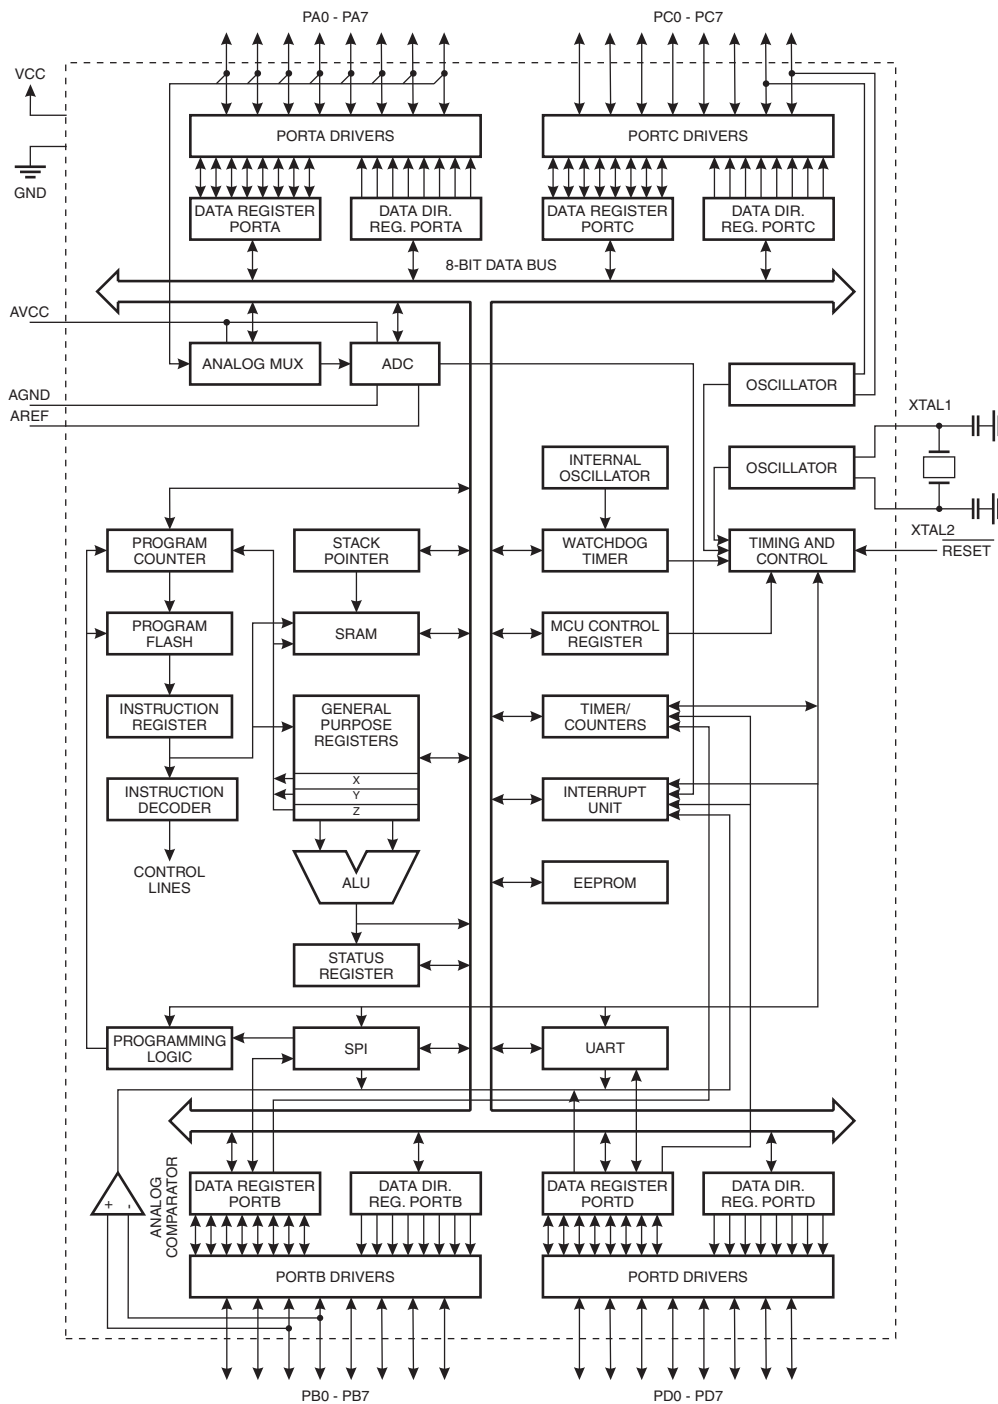 PA0 - PA7
PC0 - PC7
VCC
GND
PORTA DRIVERS
PORTC DRIVERS
DATA REGISTER
PORTA
DATA DIR.
REG. PORTA
DATA REGISTER
PORTC
DATA DIR.
REG. PORTC
8-BIT DATA BUS
AVCC
ANALOG MUX
ADC
AGND
AREF
OSCILLATOR
XTAL1
OSCILLATOR
XTAL2
RESET
INTERNAL
OSCILLATOR
PROGRAM
COUNTER
STACK
POINTER
WATCHDOG
TIMER
TIMING AND
CONTROL
PROGRAM
FLASH
SRAM
MCU CONTROL
REGISTER
INSTRUCTION
REGISTER
GENERAL
PURPOSE
REGISTERS
X
Y
Z
TIMER/
COUNTERS
INSTRUCTION
DECODER
INTERRUPT
UNIT
CONTROL
LINES
ALU
EEPROM
STATUS
REGISTER
PROGRAMMING
LOGIC
SPI
UART
ANALOG
COMPARATOR
+
-
DATA REGISTER
PORTB
DATA DIR.
REG. PORTB
DATA REGISTER
PORTD
DATA DIR.
REG. PORTD
PORTB DRIVERS
PORTD DRIVERS
PB0 - PB7
PD0 - PD7